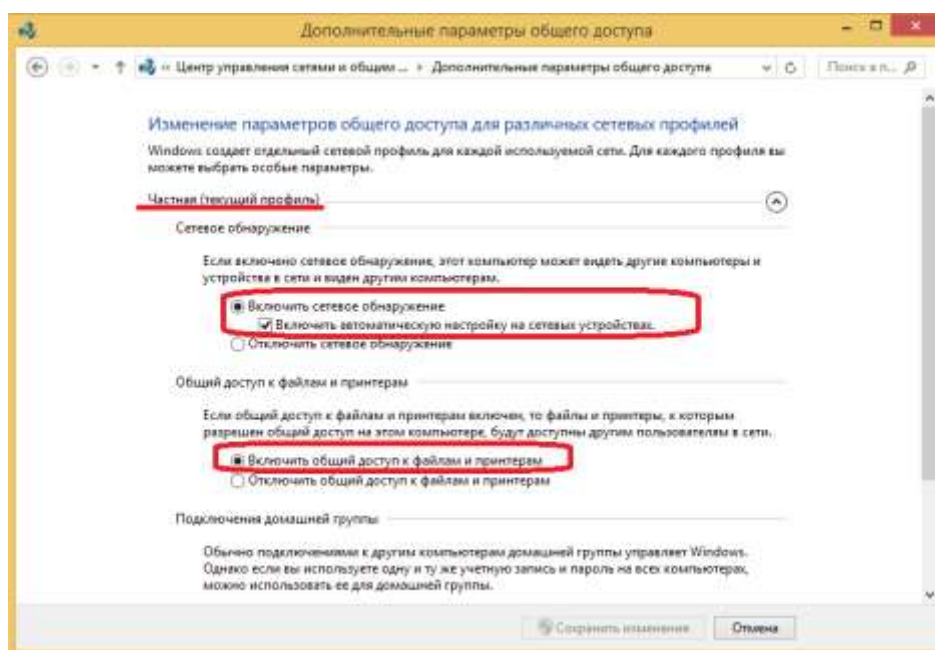 Дополнительные параметры общего доступа
« Центр управления сетями и общим ... Дополнительные параметры общего доступа Поиск в п...
Изменение параметров общего доступа для различных сетевых профилей
Windows создает отдельный сетевой профиль для каждой используемой сети. Для каждого профиля вы
можете выбрать особые параметры.
Частная (текущий профиль)
Сетевое обнаружение
Если включено сетевое обнаружение, этот компьютер может видеть другие компьютеры и
устройства в сети и виден другим компьютерам.
Включить сетевое обнаружение
Включить автоматическую настройку на сетевых устройствах.
Отключить сетевое обнаружение
Общий доступ к файлам и принтерам
Если общий доступ к файлам и принтерам включен, то файлы и принтеры, к которым
разрешен общий доступ на этом компьютере, будут доступны другим пользователям в сети.
Включить общий доступ к файлам и принтерам
Отключить общий доступ к файлам и принтерам
Подключения домашней группы
Обычно подключениями к другим компьютерам домашней группы управляет Windows.
Однако если вы используете одну и ту же учетную запись и пароль на всех компьютерах,
можно использовать ее для домашней группы.
Сохранить изменения Отмена